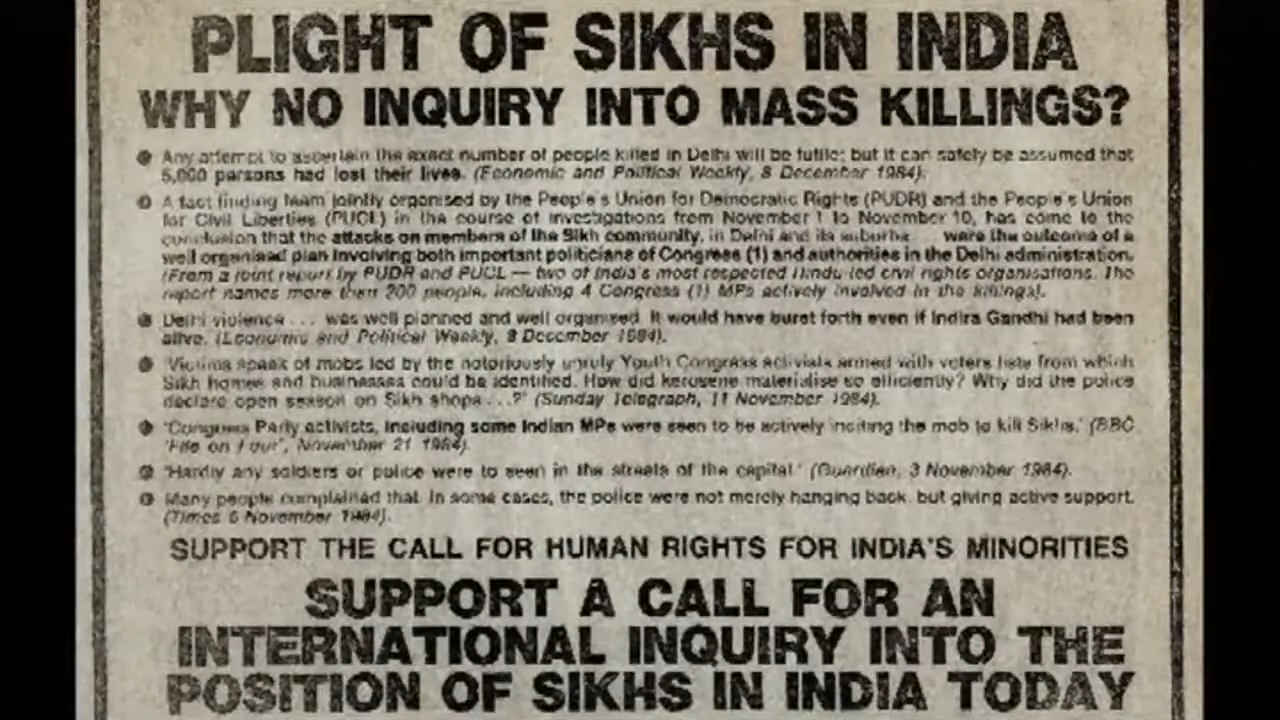 PLIGHT OF SIKHS IN INDIA
WHY NO INQUIRY INTO MASS KILLINGS?
● Any attempt to ascertain the exact number of people killed in Delhi will be futile; but it can safely be assumed that
5,000 persons had lost their lives. (Economic and Political Weekly, 8 December 1984).
● A fact finding team jointly organised by the People's Union for Democratic Rights (PUDR) and the People's Union
for Civil Liberties (PUCL) in the course of investigations from November 1 to November 10, has come to the
conclusion that the attacks on members of the Sikh community, in Delhi and its suburbs ... were the outcome of a
well organised plan involving both important politicians of Congress (1) and authorities in the Delhi administration.
(From a joint report by PUDR and PUCL — two of India's most respected Hindu led civil rights organisations. The
report names more than 200 people, including 4 Congress (1) MPs actively involved in the killings).
● Delhi violence ... was well planned and well organised. It would have burst forth even if Indira Gandhi had been
alive. (Economic and Political Weekly, 8 December 1984).
● 'Victims speak of mobs led by the notoriously unruly Youth Congress activists armed with voters lists from which
Sikh homes and businesses could be identified. How did kerosene materialise so efficiently? Why did the police
declare open season on Sikh shops ...?' (Sunday Telegraph, 11 November 1984).
● 'Congress Party activists, including some Indian MPs were seen to be actively inciting the mob to kill Sikhs.' (BBC
'File on Four', November 21 1984).
● 'Hardly any soldiers or police were to seen in the streets of the capital.' (Guardian, 3 November 1984).
● Many people complained that. In some cases, the police were not merely hanging back, but giving active support.
(Times 6 November 1984).
SUPPORT THE CALL FOR HUMAN RIGHTS FOR INDIA'S MINORITIES
SUPPORT A CALL FOR AN
INTERNATIONAL INQUIRY INTO THE
POSITION OF SIKHS IN INDIA TODAY